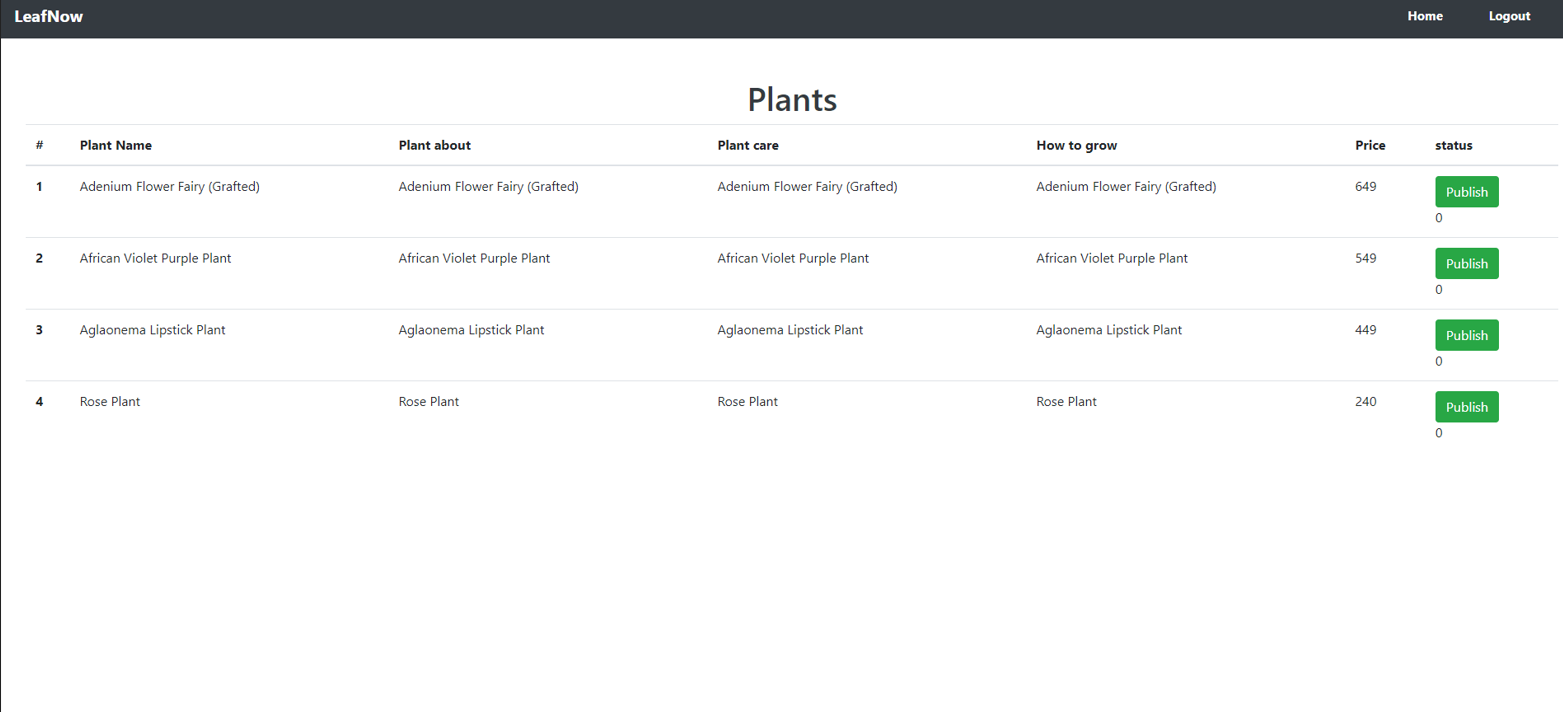 LeafNow Home Logout
Plants
# Plant Name Plant about Plant care How to grow Price status
1 Adenium Flower Fairy (Grafted) Adenium Flower Fairy (Grafted) Adenium Flower Fairy (Grafted) Adenium Flower Fairy (Grafted) 649 Publish
0
2 African Violet Purple Plant African Violet Purple Plant African Violet Purple Plant African Violet Purple Plant 549 Publish
0
3 Aglaonema Lipstick Plant Aglaonema Lipstick Plant Aglaonema Lipstick Plant Aglaonema Lipstick Plant 449 Publish
0
4 Rose Plant Rose Plant Rose Plant Rose Plant 240 Publish
0